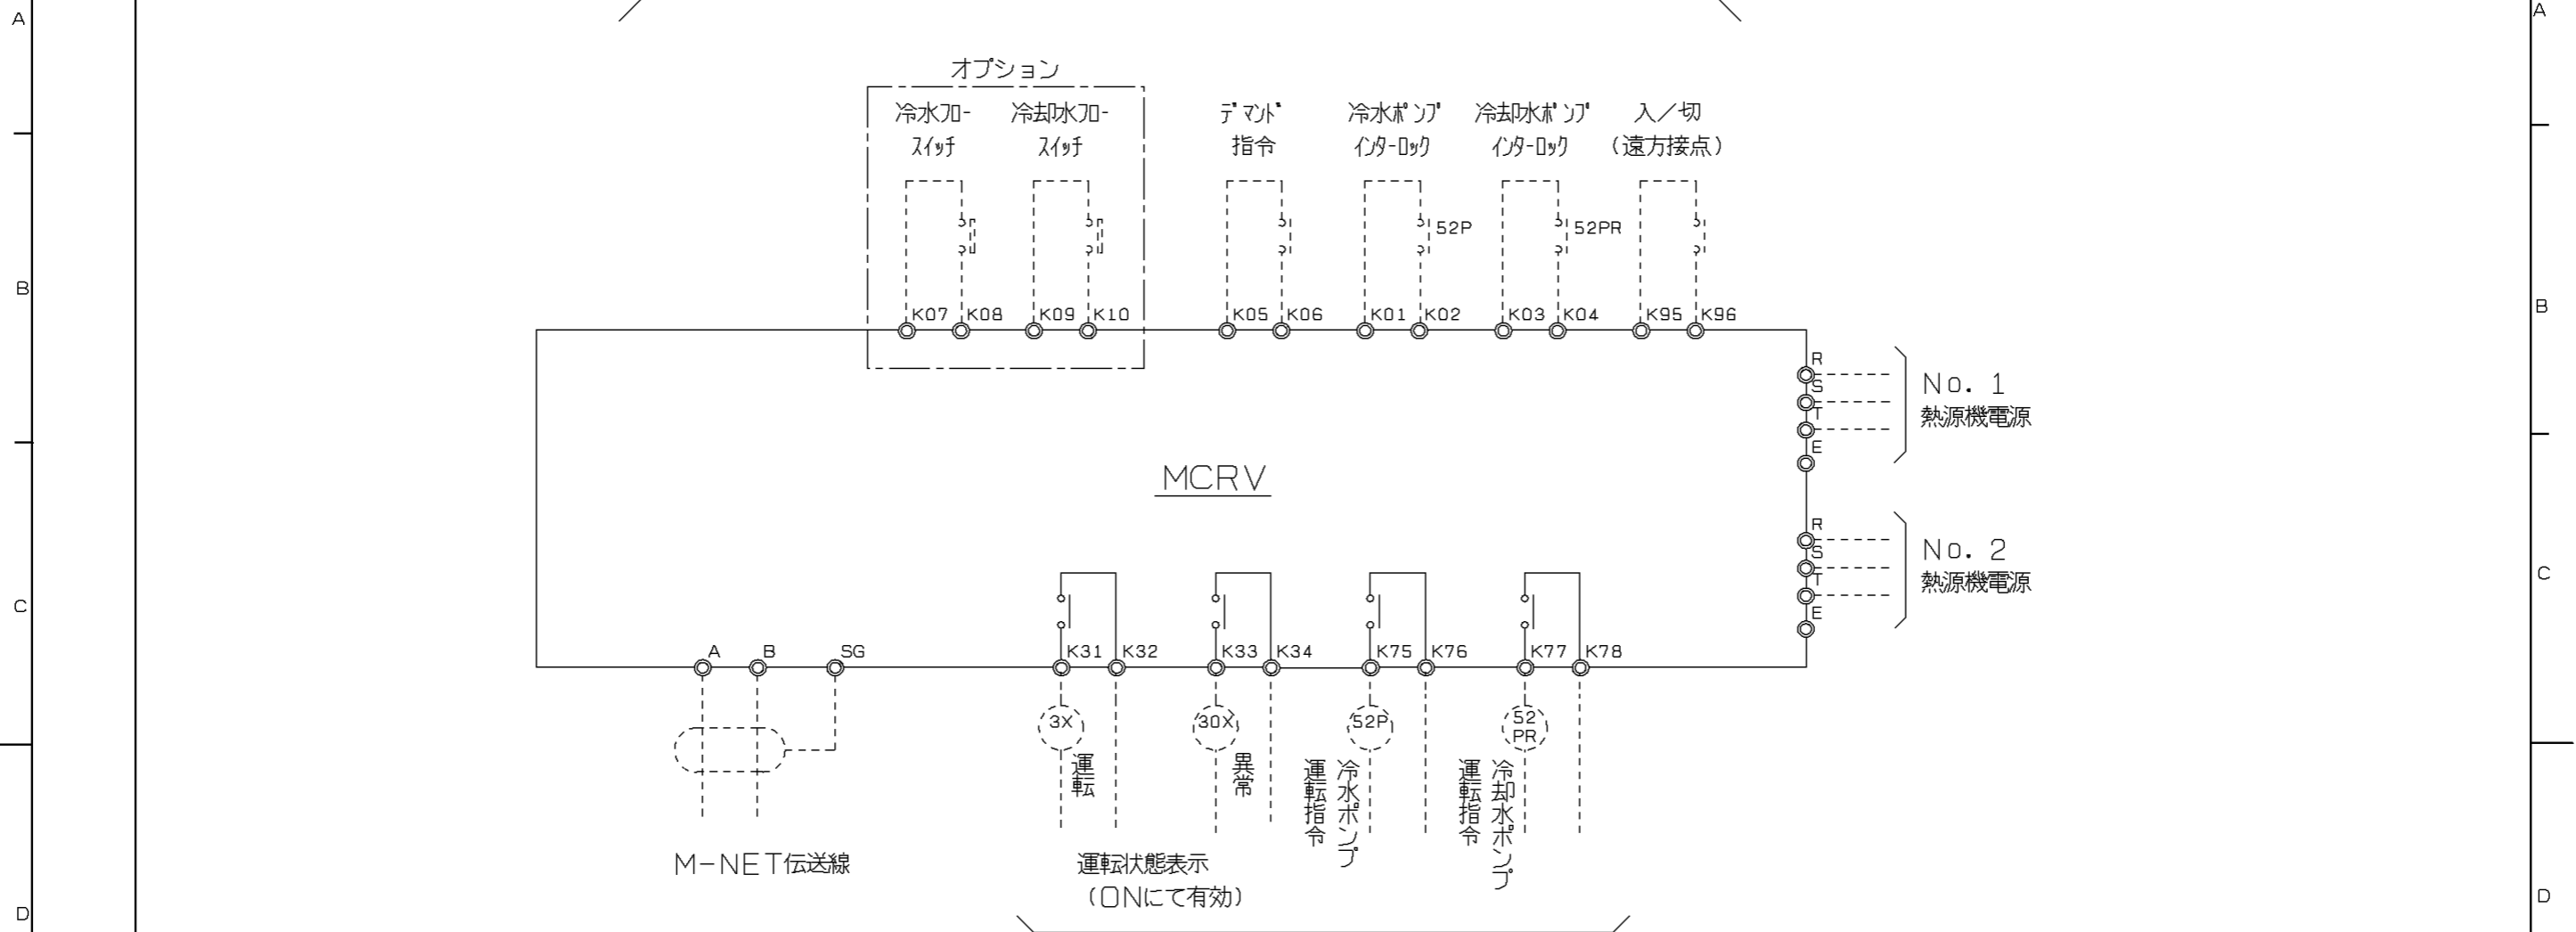 A
A
オプション
冷水フロー
スイッチ
冷却水フロー
スイッチ
デマンド
指令
冷水ポンプ
インターロック
冷却水ポンプ
インターロック
入／切
（遠方接点）
52P
52PR
B
B
K07
K08
K09
K10
K05
K06
K01
K02
K03
K04
K95
K96
R
S
T
E
No. 1
熱源機電源
MCRV
R
S
T
E
No. 2
熱源機電源
C
C
A
B
SG
K31
K32
K33
K34
K75
K76
K77
K78
3X
30X
52P
52
PR
運転
異常
冷水ポンプ
運転指令
冷却水ポンプ
運転指令
M-NET伝送線
運転状態表示
（ONにて有効）
D
D